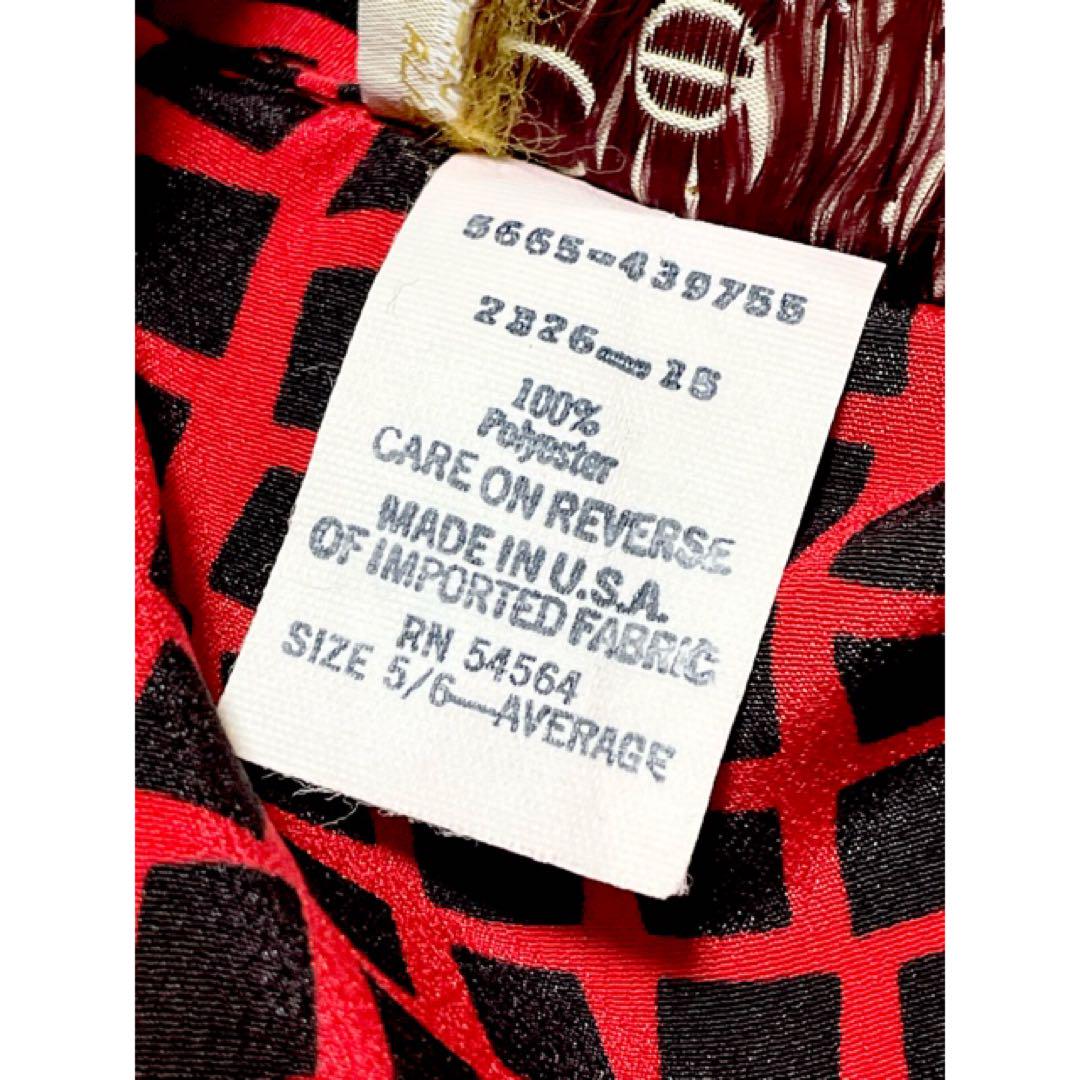 5665-439755
2B26—15
100%
Polyester
CARE ON REVERSE
MADE IN U.S.A.
OF IMPORTED FABRIC
RN 54564
SIZE 5/6—AVERAGE